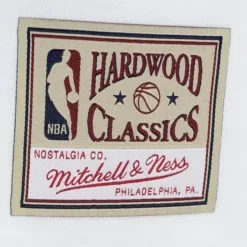 HARDWOOD
NBA
CLASSICS
NOSTALGIA CO.
Mitchell & Ness
PHILADELPHIA, PA.